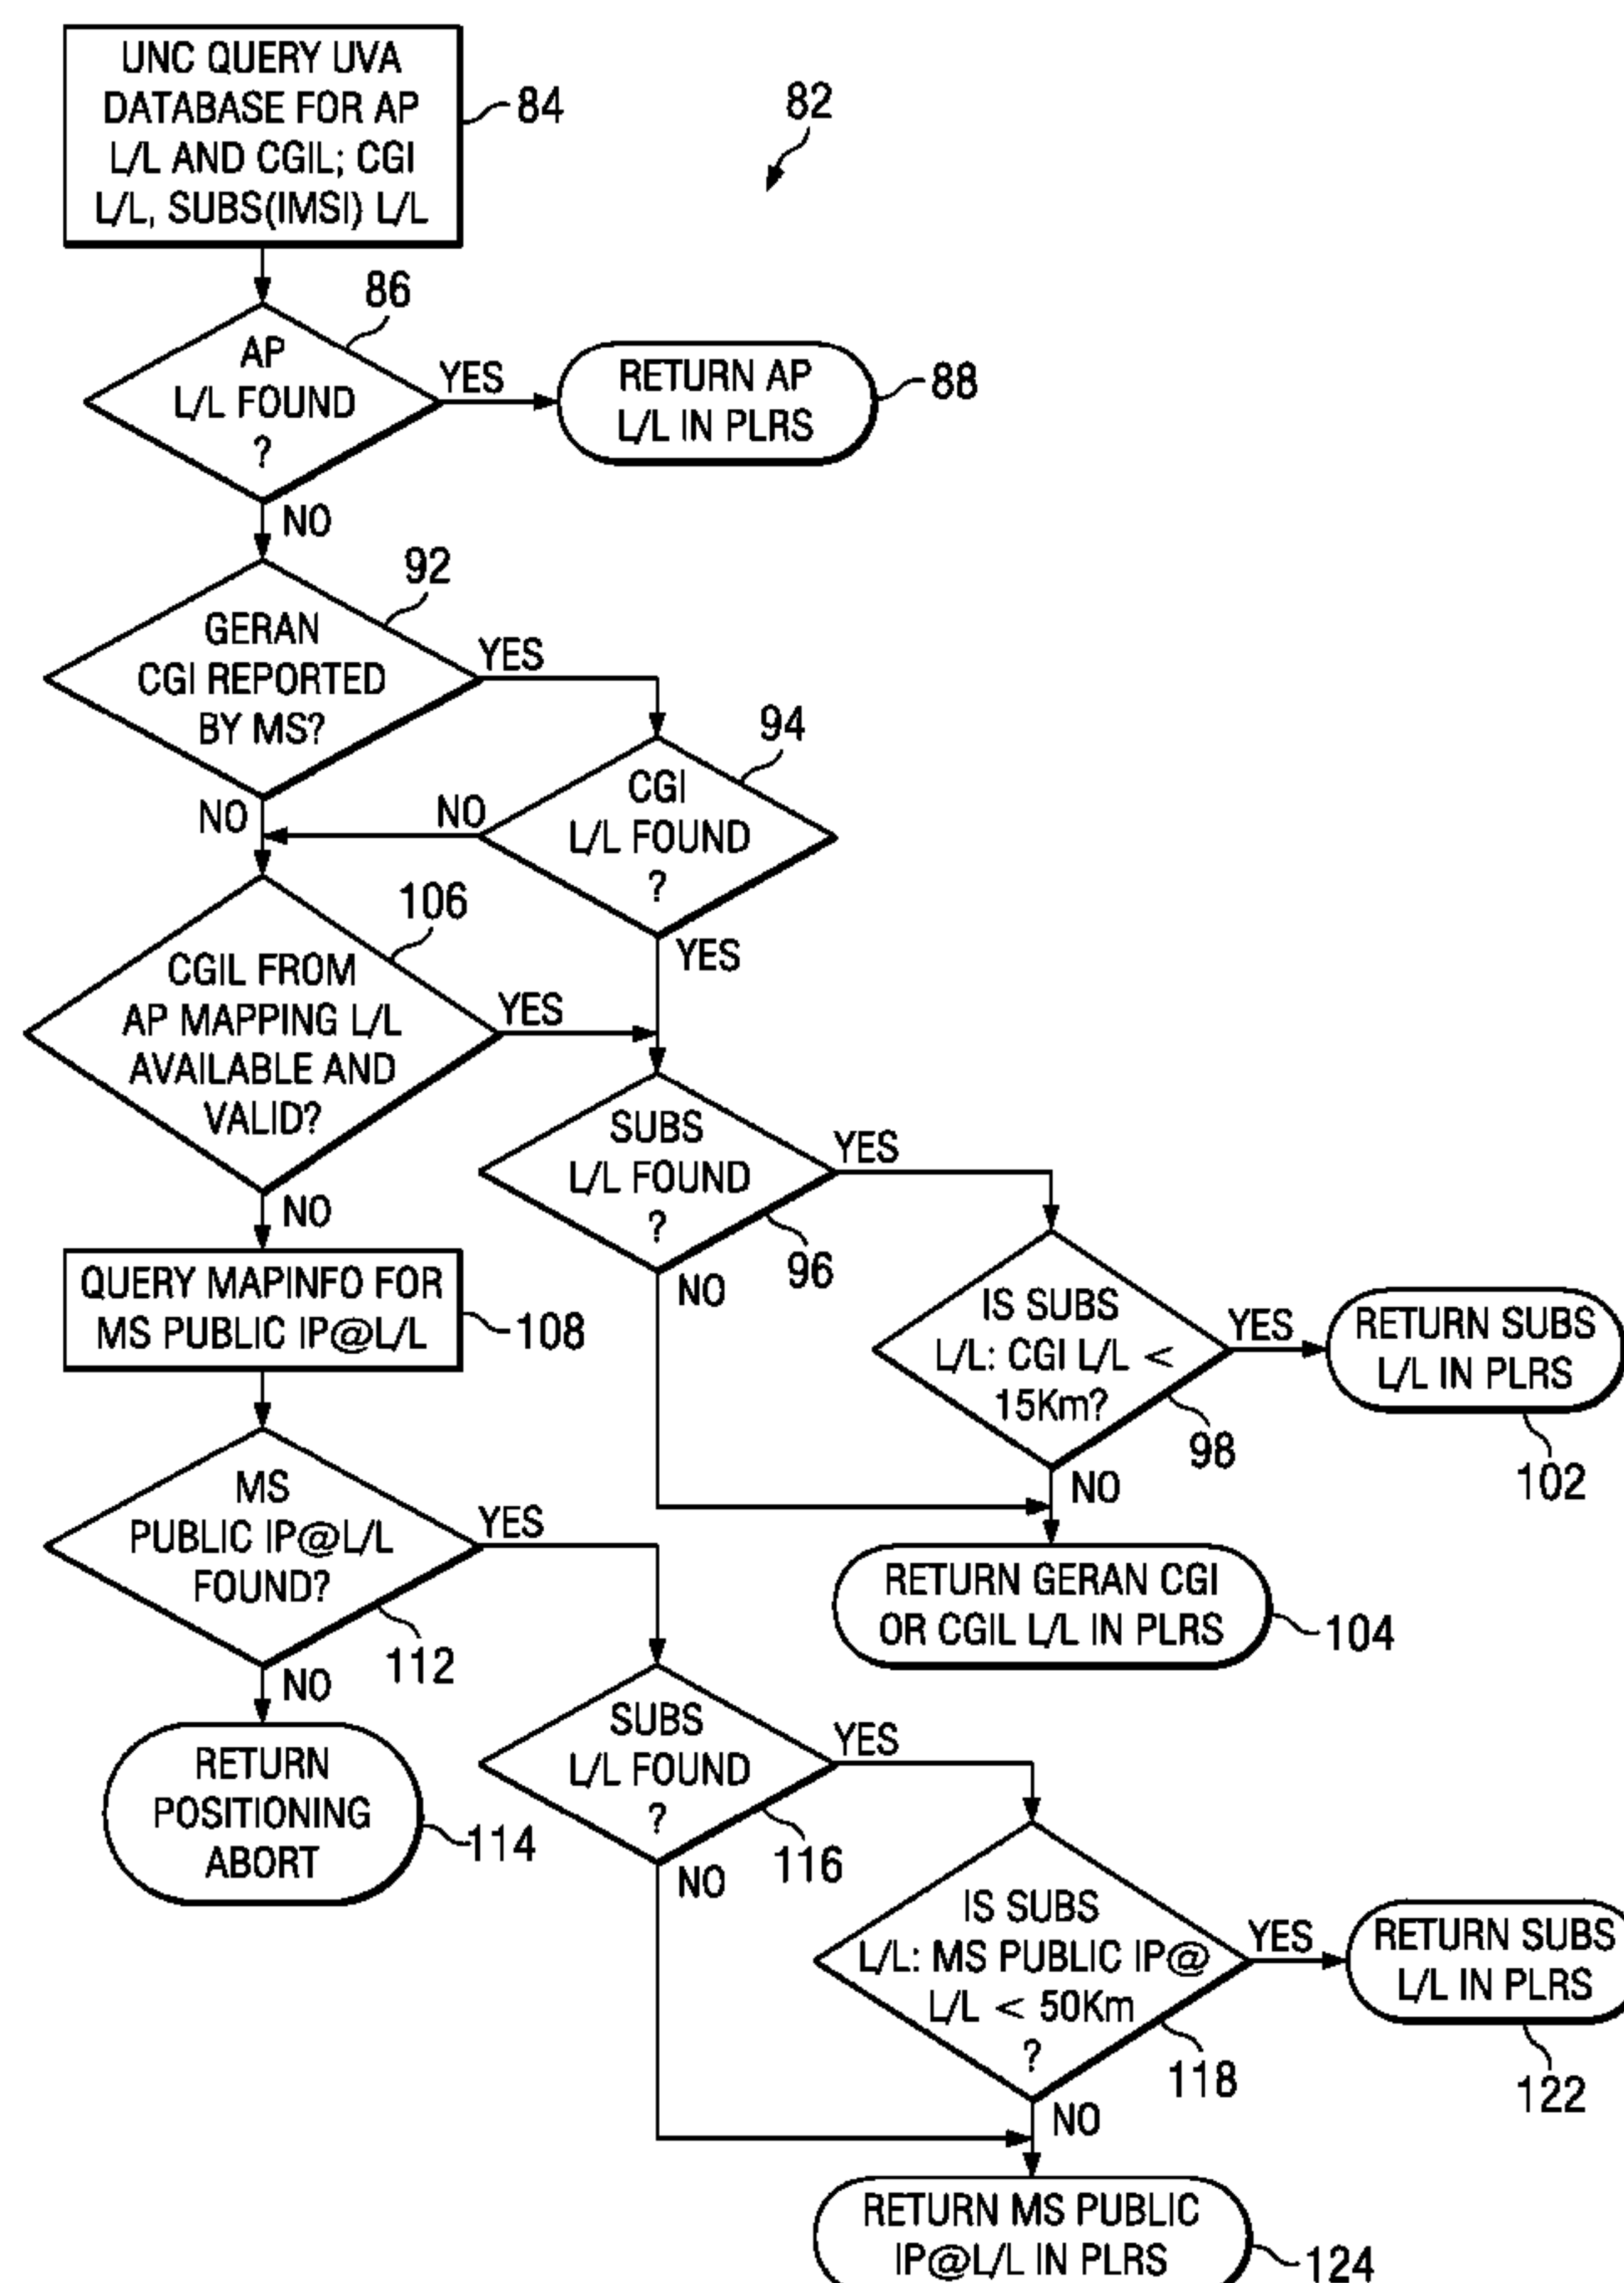 UNC QUERY UVA
DATABASE FOR AP
L/L AND CGIL; CGI
L/L, SUBS(IMSI) L/L
84
82
86
AP
L/L FOUND
?
YES
RETURN AP
L/L IN PLRS
88
NO
92
GERAN
CGI REPORTED
BY MS?
YES
94
CGI
L/L FOUND
?
NO
NO
YES
106
CGIL FROM
AP MAPPING L/L
AVAILABLE AND
VALID?
YES
NO
SUBS
L/L FOUND
?
YES
96
NO
IS SUBS
L/L: CGI L/L <
15Km?
YES
98
RETURN SUBS
L/L IN PLRS
102
NO
RETURN GERAN CGI
OR CGIL L/L IN PLRS
104
QUERY MAPINFO FOR
MS PUBLIC IP@L/L
108
MS
PUBLIC IP@L/L
FOUND?
YES
112
NO
RETURN
POSITIONING
ABORT
114
SUBS
L/L FOUND
?
YES
116
NO
IS SUBS
L/L: MS PUBLIC IP@
L/L < 50Km
?
YES
118
RETURN SUBS
L/L IN PLRS
122
NO
RETURN MS PUBLIC
IP@L/L IN PLRS
124